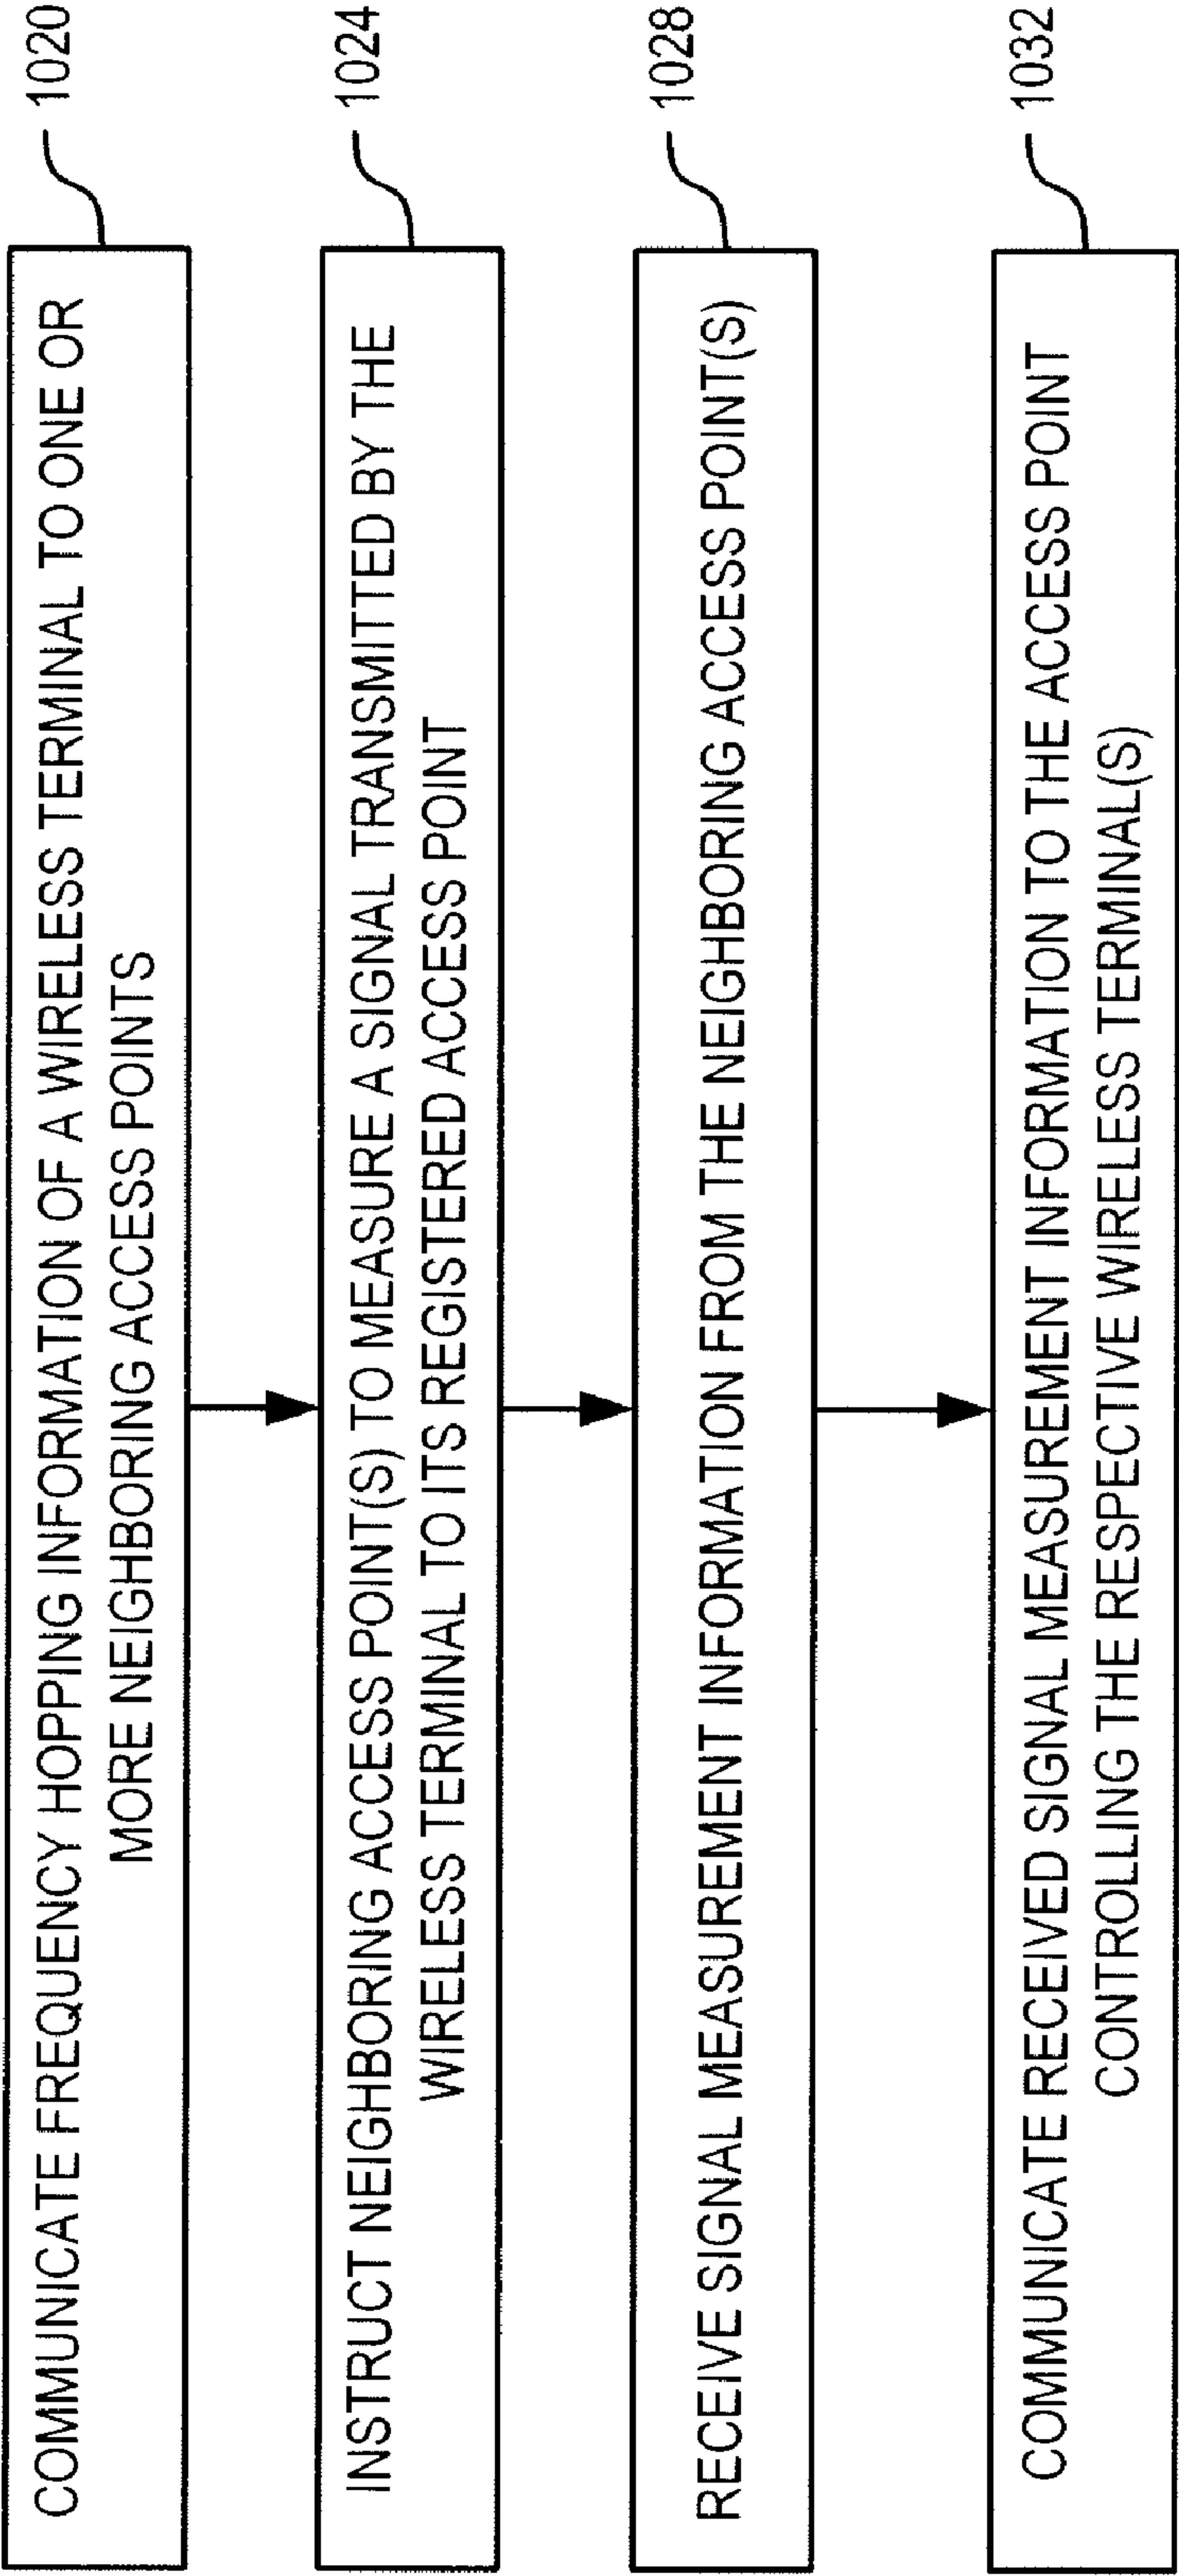 COMMUNICATE FREQUENCY HOPPING INFORMATION OF A WIRELESS TERMINAL TO ONE OR
MORE NEIGHBORING ACCESS POINTS
1020
INSTRUCT NEIGHBORING ACCESS POINT(S) TO MEASURE A SIGNAL TRANSMITTED BY THE
WIRELESS TERMINAL TO ITS REGISTERED ACCESS POINT
1024
RECEIVE SIGNAL MEASUREMENT INFORMATION FROM THE NEIGHBORING ACCESS POINT(S)
1028
COMMUNICATE RECEIVED SIGNAL MEASUREMENT INFORMATION TO THE ACCESS POINT
CONTROLLING THE RESPECTIVE WIRELESS TERMINAL(S)
1032